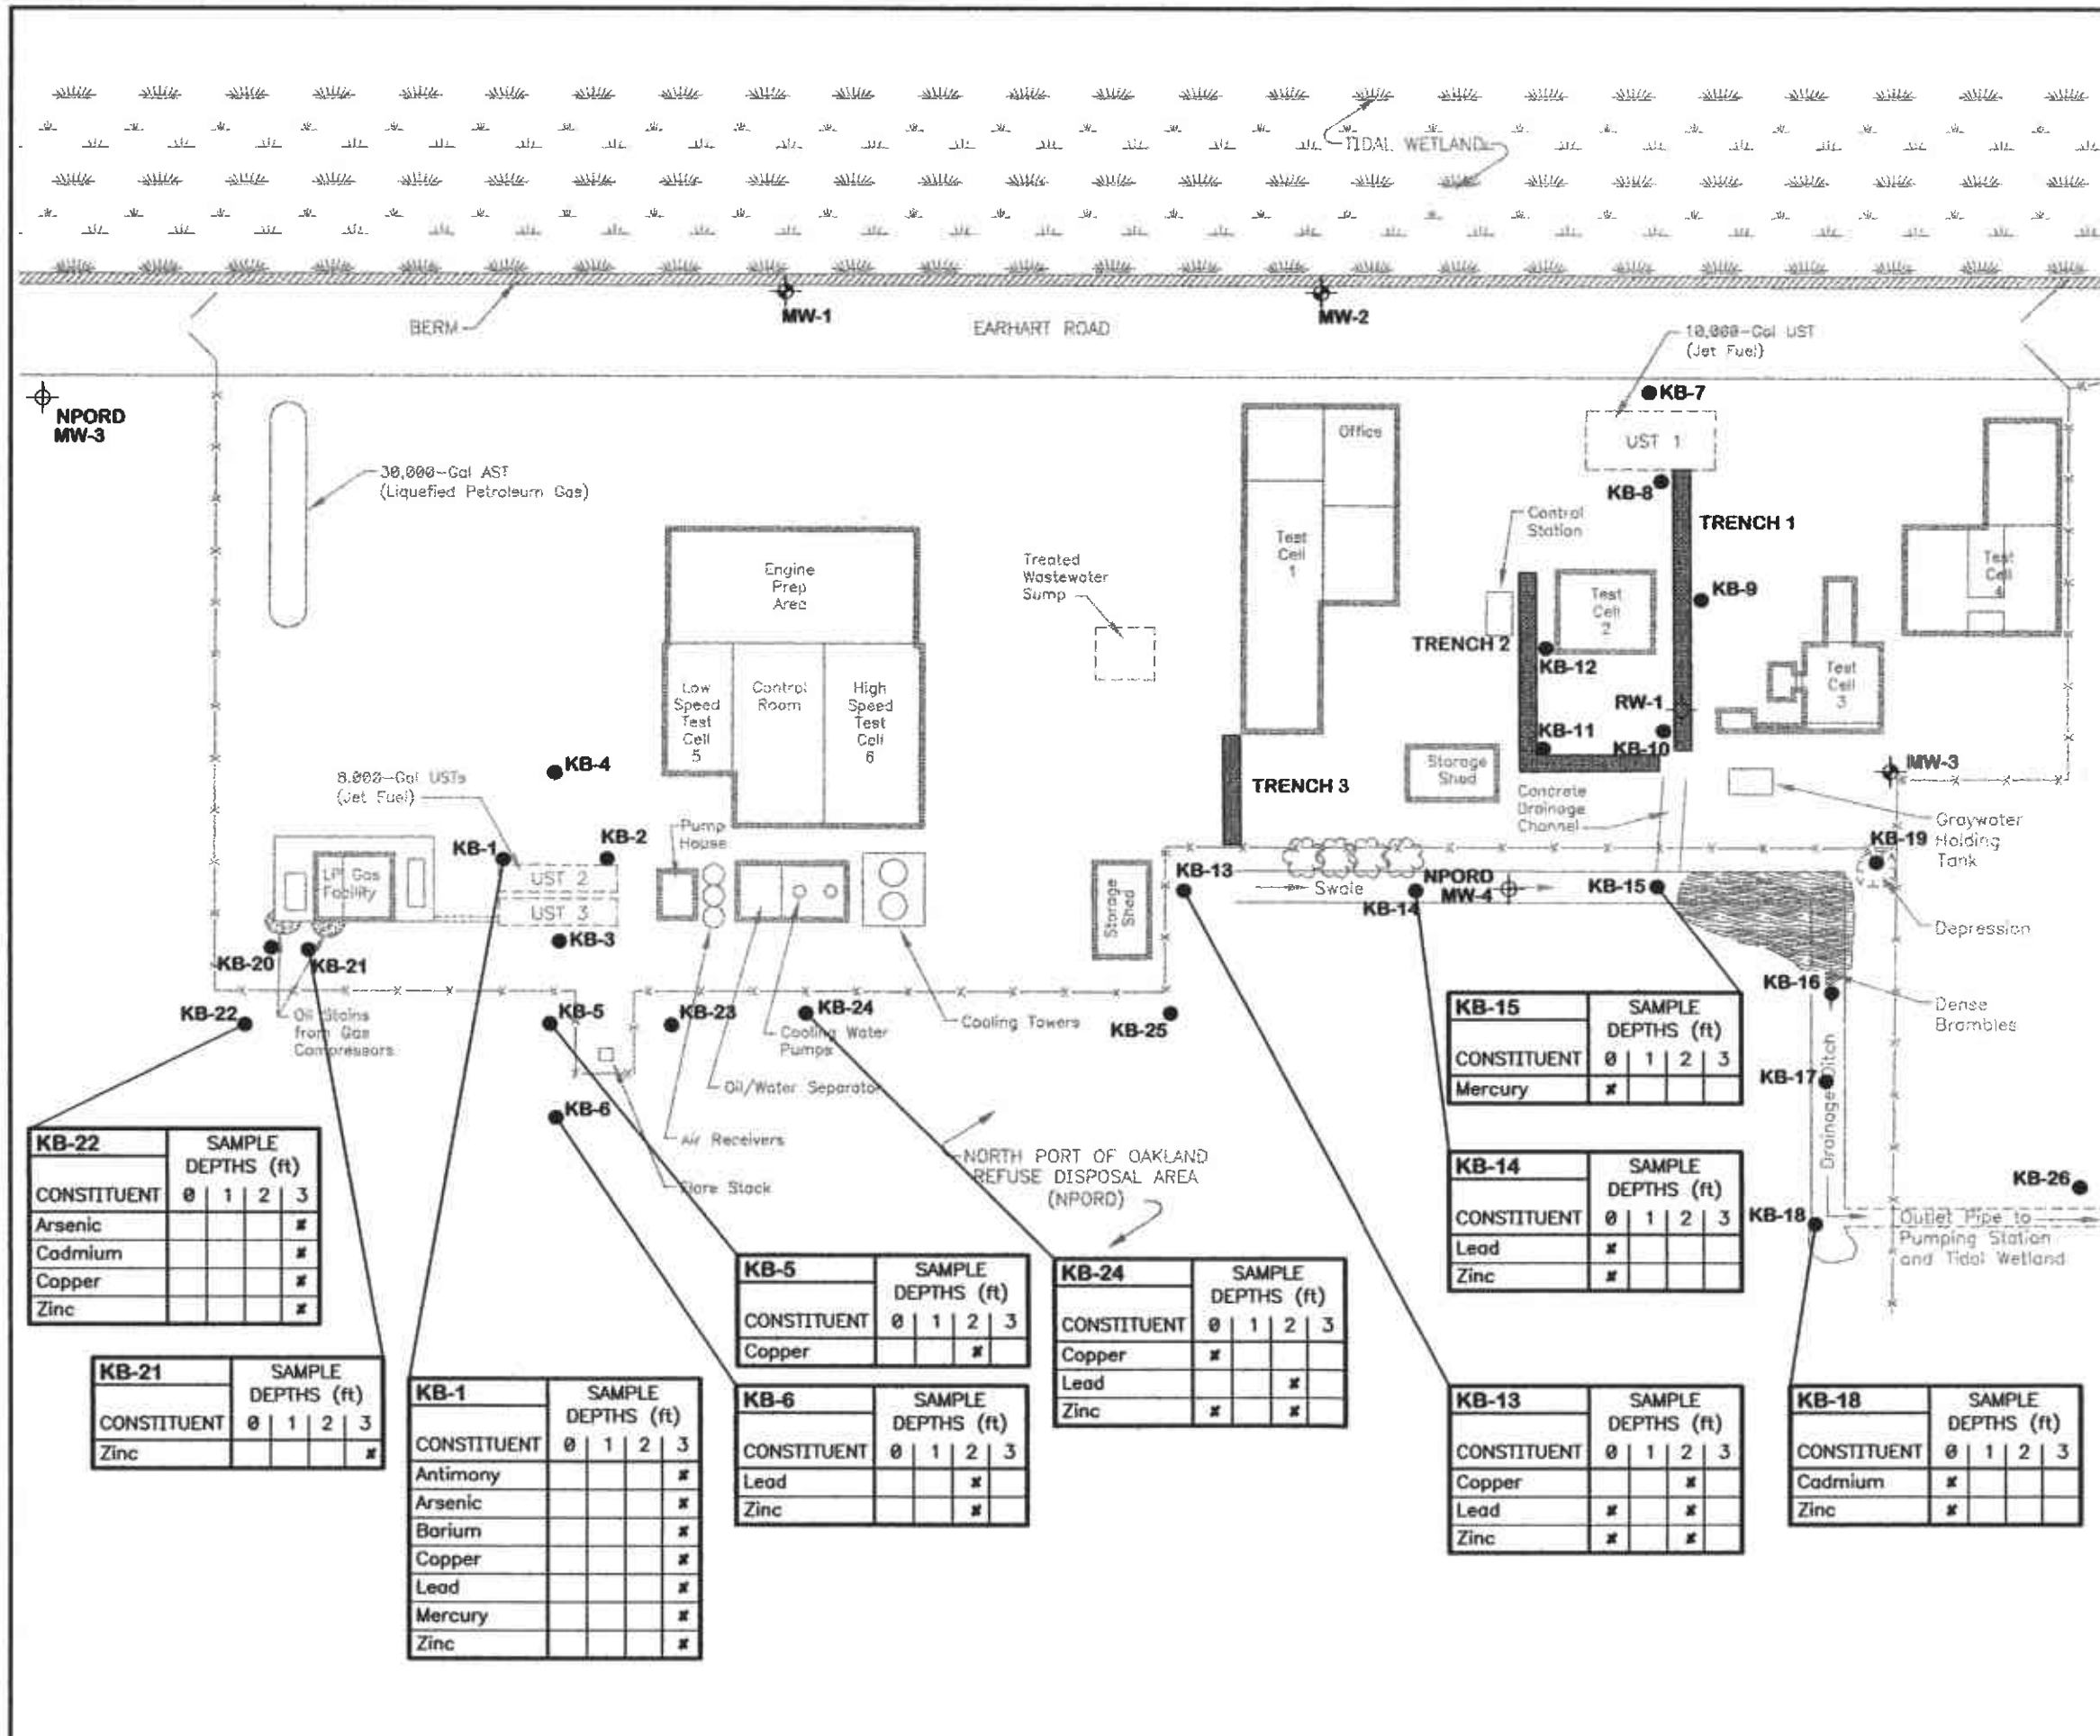 TIDAL WETLANDS
BERM
MW-1
EARHART ROAD
MW-2
10,000-Gal UST
(Jet Fuel)
NPORD
MW-3
KB-7
UST 1
Office
30,000-Gal AST
(Liquefied Petroleum Gas)
KB-8
TRENCH 1
Control
Station
Test
Cell
1
Test
Cell
4
Engine
Prep
Area
Treated
Wastewater
Sump
Test
Cell
2
KB-9
TRENCH 2
KB-12
Low
Speed
Test
Cell
5
Control
Room
High
Speed
Test
Cell
6
RW-1
Test
Cell
3
KB-11
KB-10
KB-4
8,000-Gal USTs
(Jet Fuel)
TRENCH 3
Storage
Shed
MW-3
Concrete
Drainage
Channel
Graywater
Holding
Tank
KB-1
KB-2
Pump
House
KB-19
LP Gas
Facility
UST 2
UST 3
KB-13
Swale
NPORD
MW-4
KB-14
KB-15
Storage
Shed
Depression
KB-3
KB-20
KB-21
KB-16
Dense
Brambles
KB-22
Oil Stains
from Gas
Compressors
KB-5
KB-23
KB-24
Cooling Water
Pumps
Cooling Towers
KB-25
KB-17
Drainage Ditch
Oil/Water Separator
KB-6
Air Receivers
Flare Stack
NORTH PORT OF OAKLAND
REFUSE DISPOSAL AREA
(NPORD)
KB-26
KB-18
Outlet Pipe to
Pumping Station
and Tidal Wetland
KB-15 SAMPLE
DEPTHS (ft)
CONSTITUENT 0 1 2 3
Mercury x
KB-22 SAMPLE
DEPTHS (ft)
CONSTITUENT 0 1 2 3
Arsenic x
Cadmium x
Copper x
Zinc x
KB-14 SAMPLE
DEPTHS (ft)
CONSTITUENT 0 1 2 3
Lead x
Zinc x
KB-5 SAMPLE
DEPTHS (ft)
CONSTITUENT 0 1 2 3
Copper x
KB-24 SAMPLE
DEPTHS (ft)
CONSTITUENT 0 1 2 3
Copper x
Lead x
Zinc x x
KB-21 SAMPLE
DEPTHS (ft)
CONSTITUENT 0 1 2 3
Zinc x
KB-1 SAMPLE
DEPTHS (ft)
CONSTITUENT 0 1 2 3
Antimony x
Arsenic x
Barium x
Copper x
Lead x
Mercury x
Zinc x
KB-6 SAMPLE
DEPTHS (ft)
CONSTITUENT 0 1 2 3
Lead x
Zinc x
KB-13 SAMPLE
DEPTHS (ft)
CONSTITUENT 0 1 2 3
Copper x
Lead x x
Zinc x x
KB-18 SAMPLE
DEPTHS (ft)
CONSTITUENT 0 1 2 3
Cadmium x
Zinc x